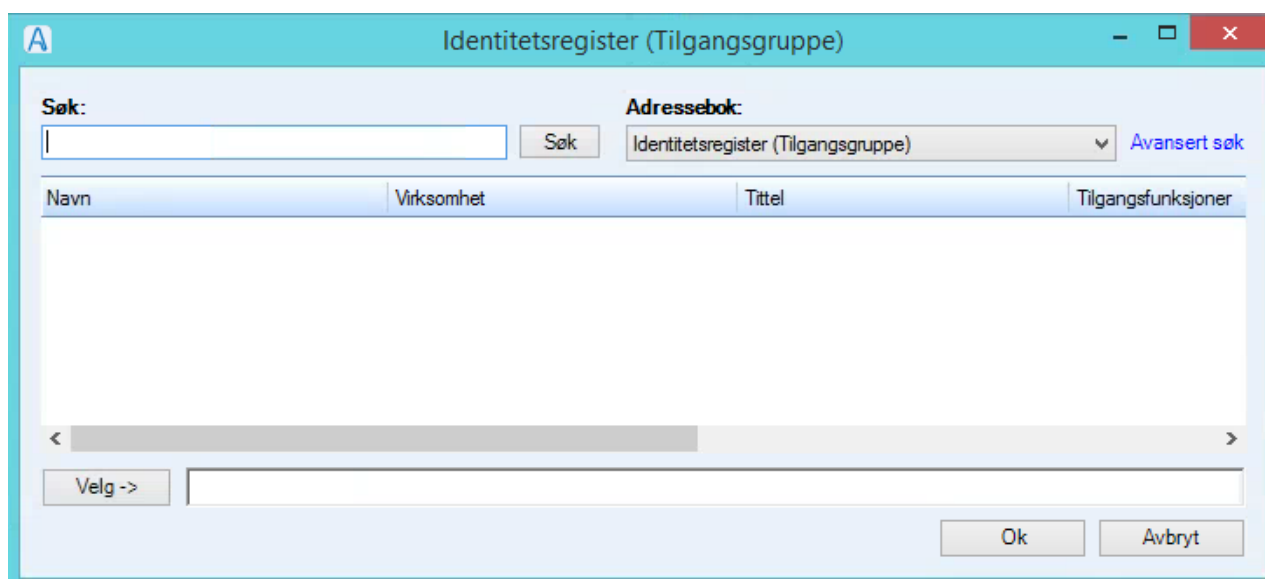 Identitetsregister (Tilgangsgruppe)
Søk:
Adressebok:
Søk
Identitetsregister (Tilgangsgruppe)
Avansert søk
Navn
Virksomhet
Tittel
Tilgangsfunksjoner
Velg ->
Ok
Avbryt